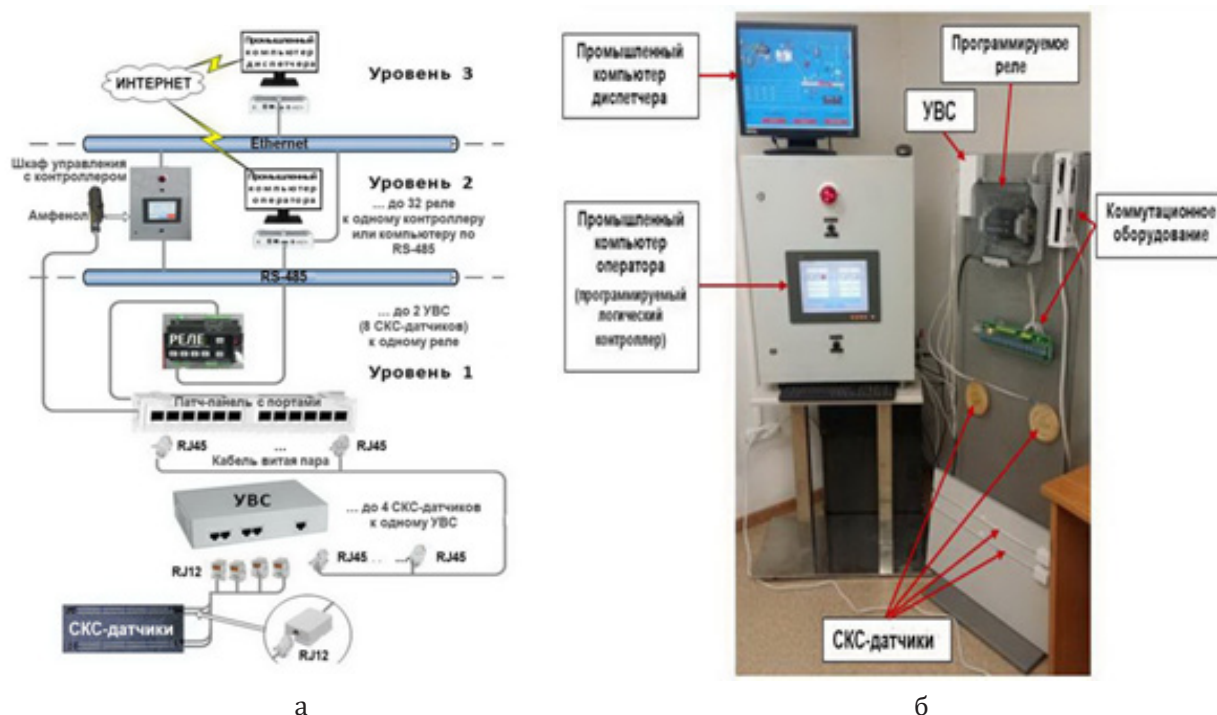 Промышленный
компьютер
диспетчера
ИНТЕРНЕТ
Уровень 3
Ethernet
Шкаф управления
с контроллером
Амфенол
Промышленный
компьютер
оператора
Уровень 2
... до 32 реле
к одному контроллеру
или компьютеру по
RS-485
RS-485
РЕЛЕ
... до 2 УВС
(8 СКС-датчиков)
к одному реле
Уровень 1
Патч-панель с портами
RJ45
...
RJ45
Кабель витая пара
УВС
... до 4 СКС-датчиков
к одному УВС
RJ12
RJ45
RJ45
СКС-датчики
RJ12
а
Промышленный
компьютер
диспетчера
Программируемое
реле
УВС
Промышленный
компьютер
оператора
(программируемый
логический
контроллер)
Коммутационное
оборудование
СКС-датчики
б